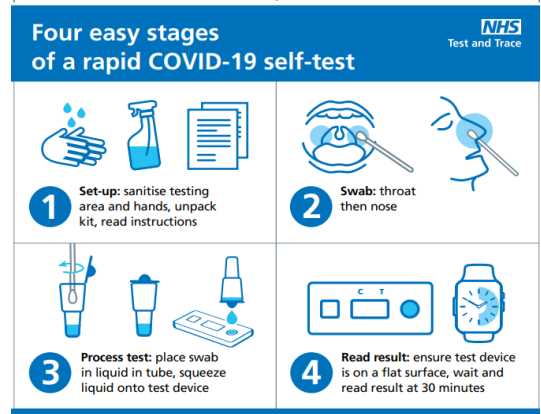 Four easy stages
of a rapid COVID-19 self-test
NHS
Test and Trace
1
Set-up: sanitise testing
area and hands, unpack
kit, read instructions
2
Swab: throat
then nose
3
Process test: place swab
in liquid in tube, squeeze
liquid onto test device
C T
4
Read result: ensure test device
is on a flat surface, wait and
read result at 30 minutes